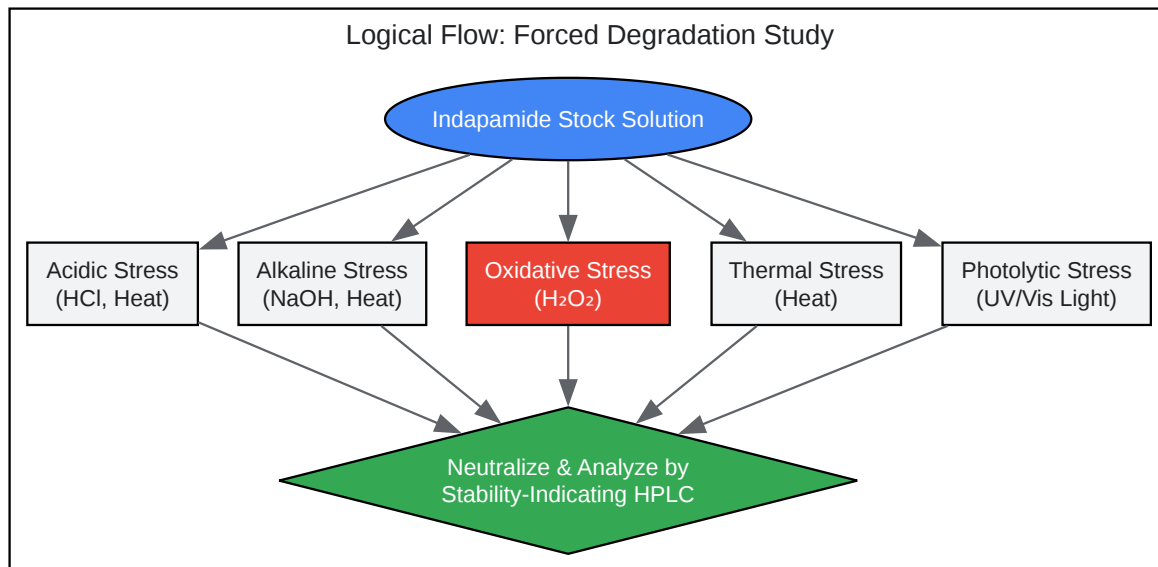 Logical Flow: Forced Degradation Study
Indapamide Stock Solution
Acidic Stress
(HCl, Heat)
Alkaline Stress
(NaOH, Heat)
Oxidative Stress
(H₂O₂)
Thermal Stress
(Heat)
Photolytic Stress
(UV/Vis Light)
Neutralize & Analyze by
Stability-Indicating HPLC